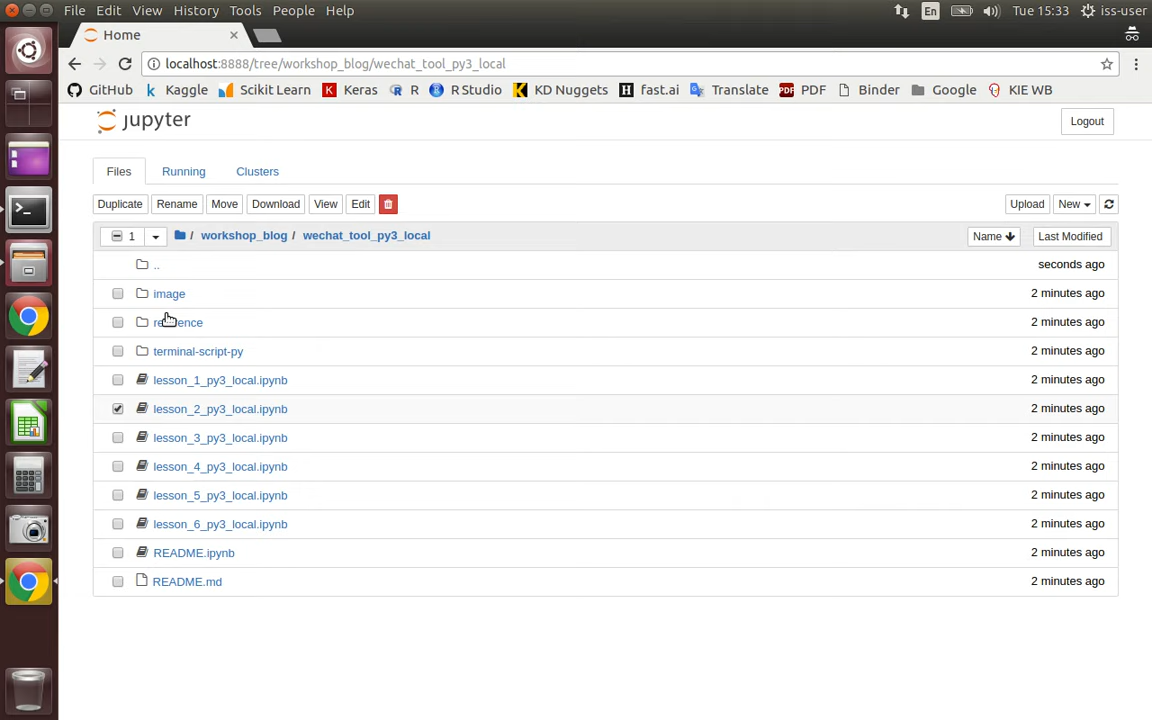 File Edit View History Tools People Help En Tue 15:33 iss-user
Home
localhost:8888/tree/workshop_blog/wechat_tool_py3_local
GitHub Kaggle Scikit Learn Keras R R Studio KD Nuggets fast.ai Translate PDF Binder Google KIE WB
jupyter Logout
Files Running Clusters
Duplicate Rename Move Download View Edit Upload New
1 / workshop_blog / wechat_tool_py3_local Name Last Modified
.. seconds ago
image 2 minutes ago
2 minutes ago
terminal-script-py 2 minutes ago
lesson_1_py3_local.ipynb 2 minutes ago
lesson_2_py3_local.ipynb 2 minutes ago
lesson_3_py3_local.ipynb 2 minutes ago
lesson_4_py3_local.ipynb 2 minutes ago
lesson_5_py3_local.ipynb 2 minutes ago
lesson_6_py3_local.ipynb 2 minutes ago
README.ipynb 2 minutes ago
README.md 2 minutes ago